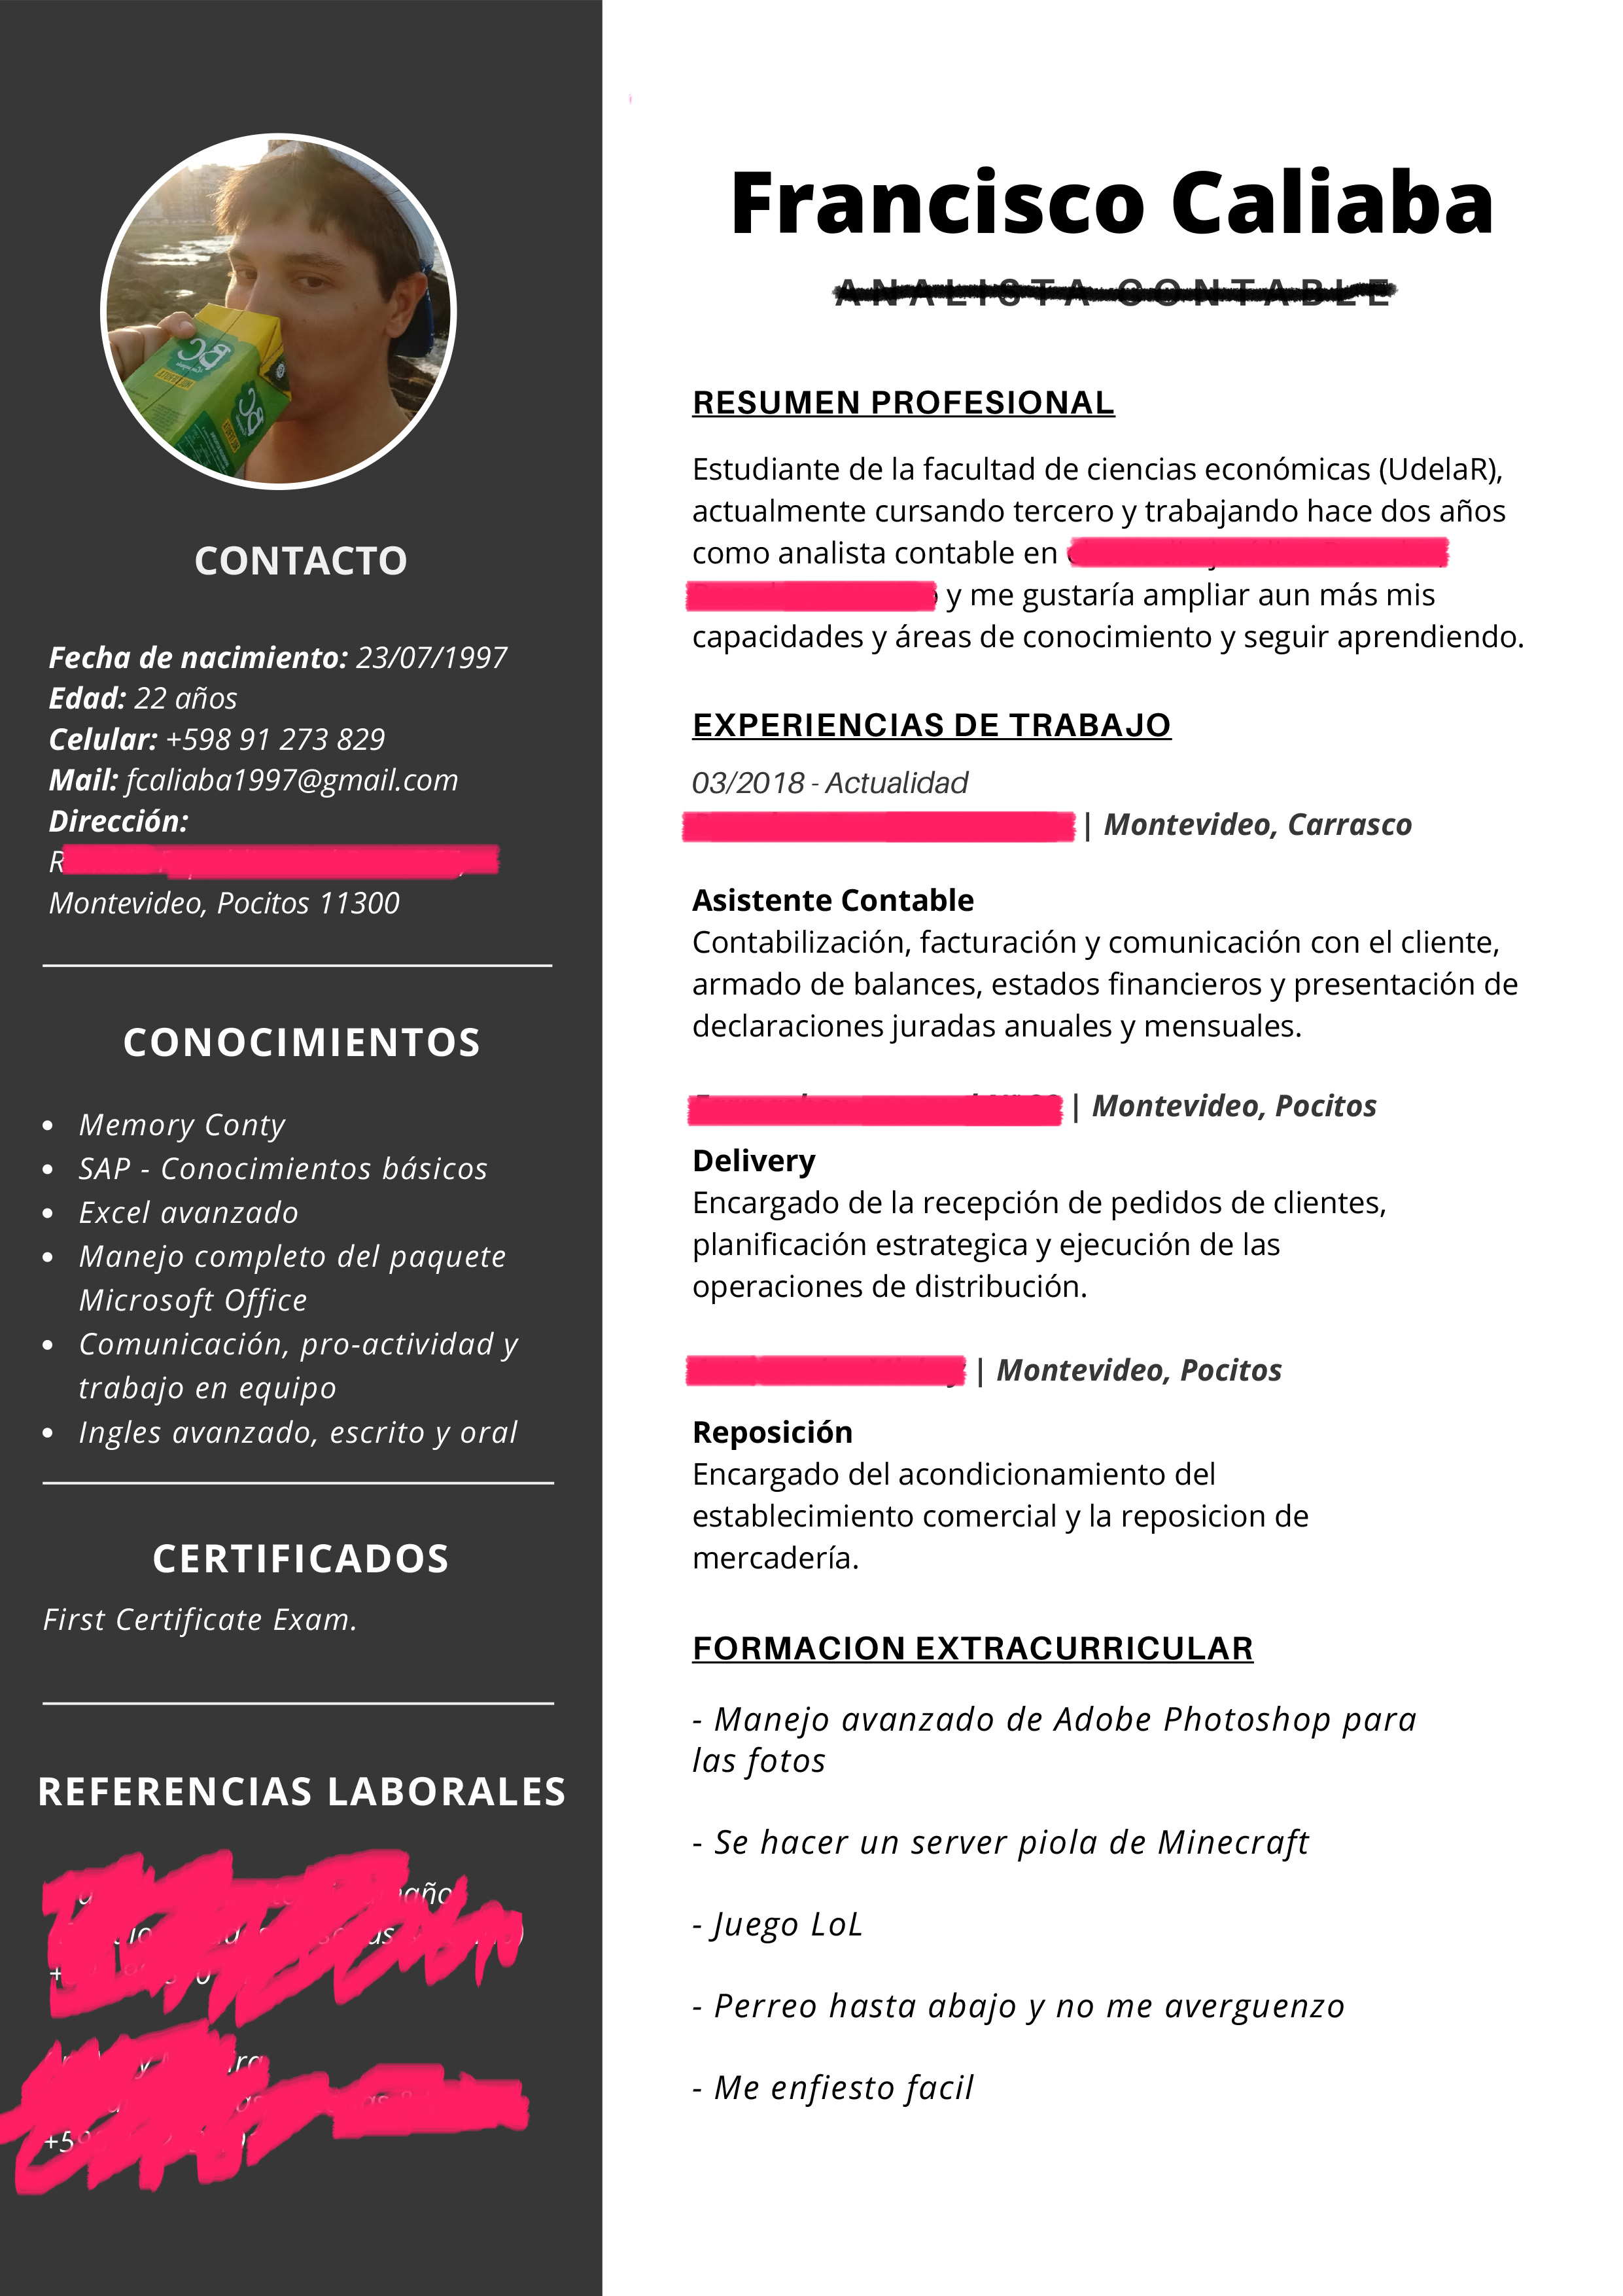 CONTACTO
Fecha de nacimiento: 23/07/1997
Edad: 22 años
Celular: +598 91 273 829
Mail: fcaliaba1997@gmail.com
Dirección:
Montevideo, Pocitos 11300
CONOCIMIENTOS
• Memory Conty
• SAP - Conocimientos básicos
• Excel avanzado
• Manejo completo del paquete
Microsoft Office
• Comunicación, pro-actividad y
trabajo en equipo
• Ingles avanzado, escrito y oral
CERTIFICADOS
First Certificate Exam.
REFERENCIAS LABORALES
Francisco Caliaba
ANALISTA CONTABLE
RESUMEN PROFESIONAL
Estudiante de la facultad de ciencias económicas (UdelaR),
actualmente cursando tercero y trabajando hace dos años
como analista contable en
y me gustaría ampliar aun más mis
capacidades y áreas de conocimiento y seguir aprendiendo.
EXPERIENCIAS DE TRABAJO
03/2018 - Actualidad
| Montevideo, Carrasco
Asistente Contable
Contabilización, facturación y comunicación con el cliente,
armado de balances, estados financieros y presentación de
declaraciones juradas anuales y mensuales.
| Montevideo, Pocitos
Delivery
Encargado de la recepción de pedidos de clientes,
planificación estrategica y ejecución de las
operaciones de distribución.
| Montevideo, Pocitos
Reposición
Encargado del acondicionamiento del
establecimiento comercial y la reposicion de
mercadería.
FORMACION EXTRACURRICULAR
- Manejo avanzado de Adobe Photoshop para
las fotos
- Se hacer un server piola de Minecraft
- Juego LoL
- Perreo hasta abajo y no me averguenzo
- Me enfiesto facil